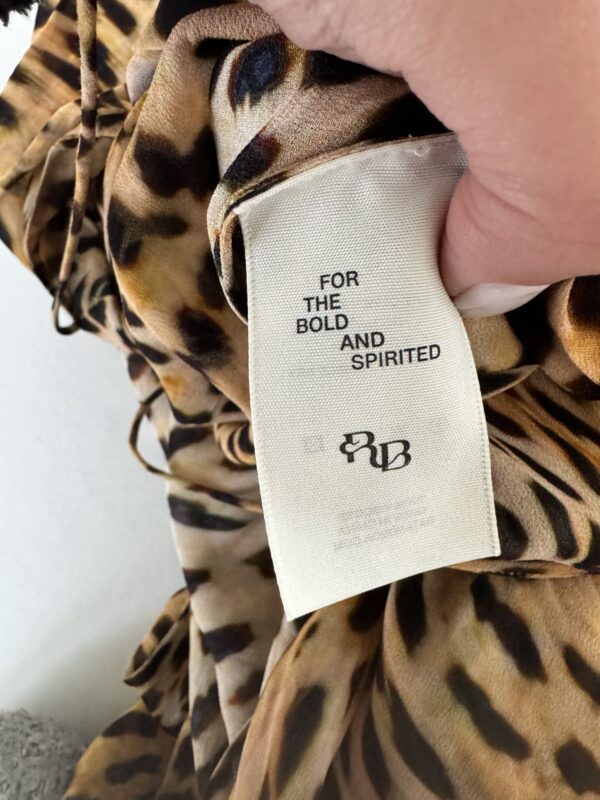 FOR
THE
BOLD
AND
SPIRITED
RB